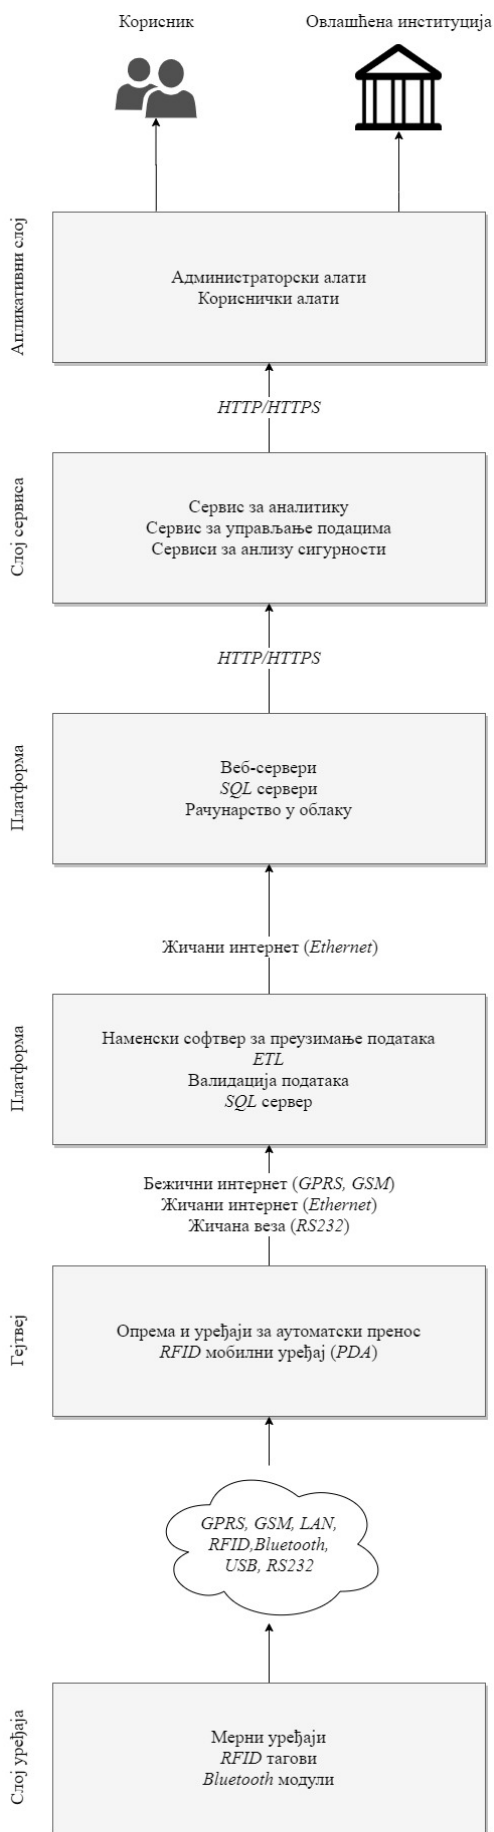 Корисник
Овлашћена институција
Апликативни слој
Администраторски алати
Кориснички алати
HTTP/HTTPS
Слој сервиса
Сервис за аналитику
Сервис за управљање подацима
Сервиси за анлизу сигурности
HTTP/HTTPS
Платформа
Веб-сервери
SQL сервери
Рачунарство у облаку
Жичани интернет (Ethernet)
Платформа
Наменски софтвер за преузимање података
ETL
Валидација података
SQL сервер
Бежични интернет (GPRS, GSM)
Жичани интернет (Ethernet)
Жичана веза (RS232)
Гејтвеј
Опрема и уређаји за аутоматски пренос
RFID мобилни уређај (PDA)
GPRS, GSM, LAN,
RFID,Bluetooth,
USB, RS232
Слој уређаја
Мерни уређаји
RFID тагови
Bluetooth модули